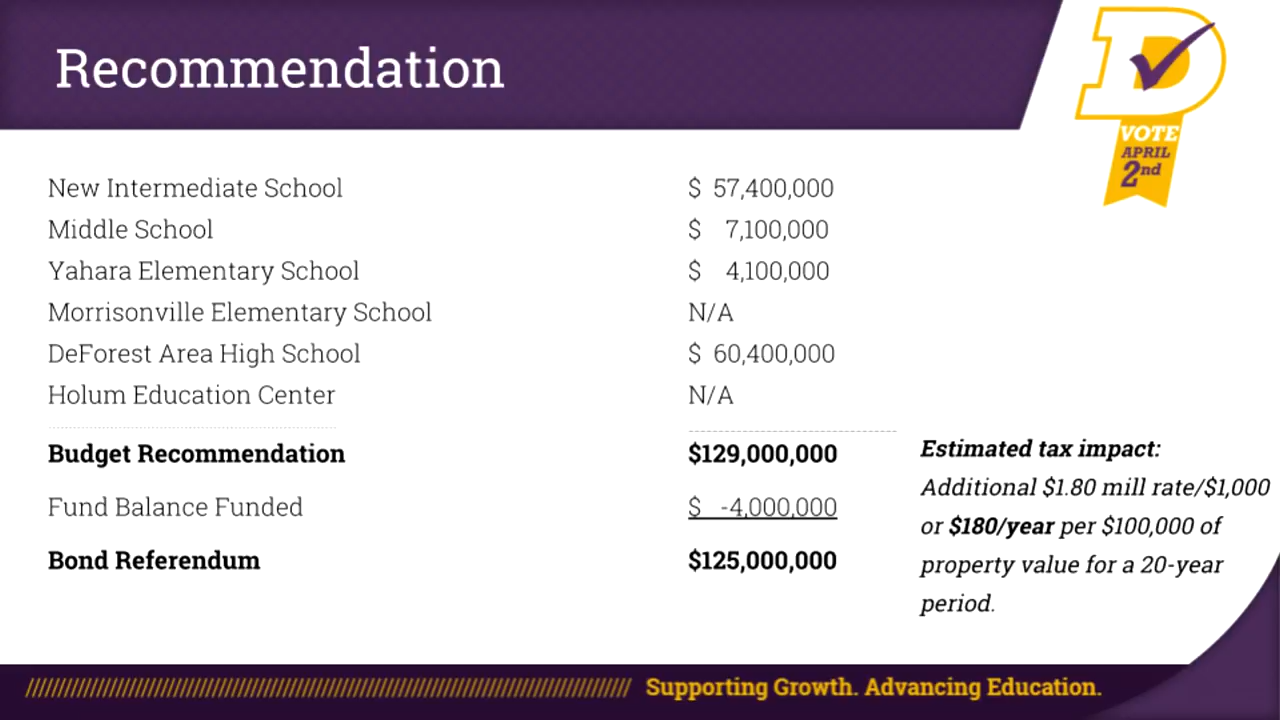 Recommendation
VOTE
APRIL
2nd
New Intermediate School $ 57,400,000
Middle School $ 7,100,000
Yahara Elementary School $ 4,100,000
Morrisonville Elementary School N/A
DeForest Area High School $ 60,400,000
Holum Education Center N/A
Budget Recommendation $129,000,000
Fund Balance Funded $ -4,000,000
Bond Referendum $125,000,000
Estimated tax impact:
Additional $1.80 mill rate/$1,000
or $180/year per $100,000 of
property value for a 20-year
period.
Supporting Growth. Advancing Education.